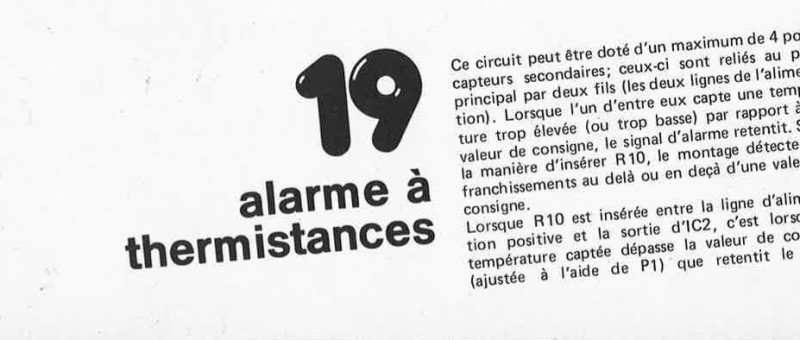 19
alarme à
thermistances
Ce circuit peut être doté d'un maximum de 4 po
capteurs secondaires; ceux-ci sont reliés au p
principal par deux fils (les deux lignes de l'alime
tion). Lorsque l'un d'entre eux capte une temp
ture trop élevée (ou trop basse) par rapport à
valeur de consigne, le signal d'alarme retentit. S
la manière d'insérer R10, le montage détecte
franchissements au delà ou en deçà d'une vale
consigne.
Lorsque R10 est insérée entre la ligne d'alim
tion positive et la sortie d'IC2, c'est lorsq
température captée dépasse la valeur de co
(ajustée à l'aide de P1) que retentit le